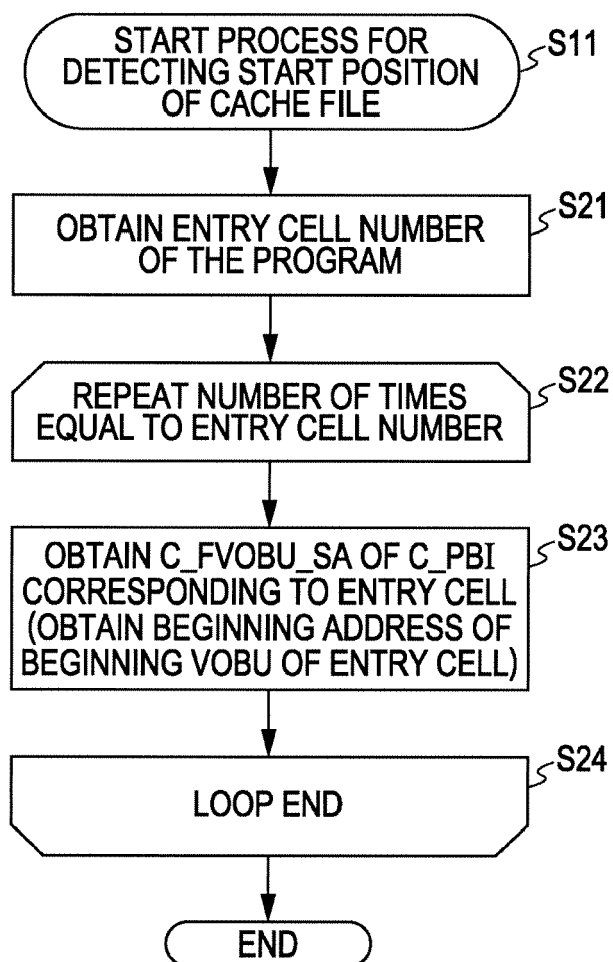 START PROCESS FOR
DETECTING START POSITION
OF CACHE FILE
S11
OBTAIN ENTRY CELL NUMBER
OF THE PROGRAM
S21
REPEAT NUMBER OF TIMES
EQUAL TO ENTRY CELL NUMBER
S22
OBTAIN C_FVOBU_SA OF C_PBI
CORRESPONDING TO ENTRY CELL
(OBTAIN BEGINNING ADDRESS OF
BEGINNING VOBU OF ENTRY CELL)
S23
LOOP END
S24
END